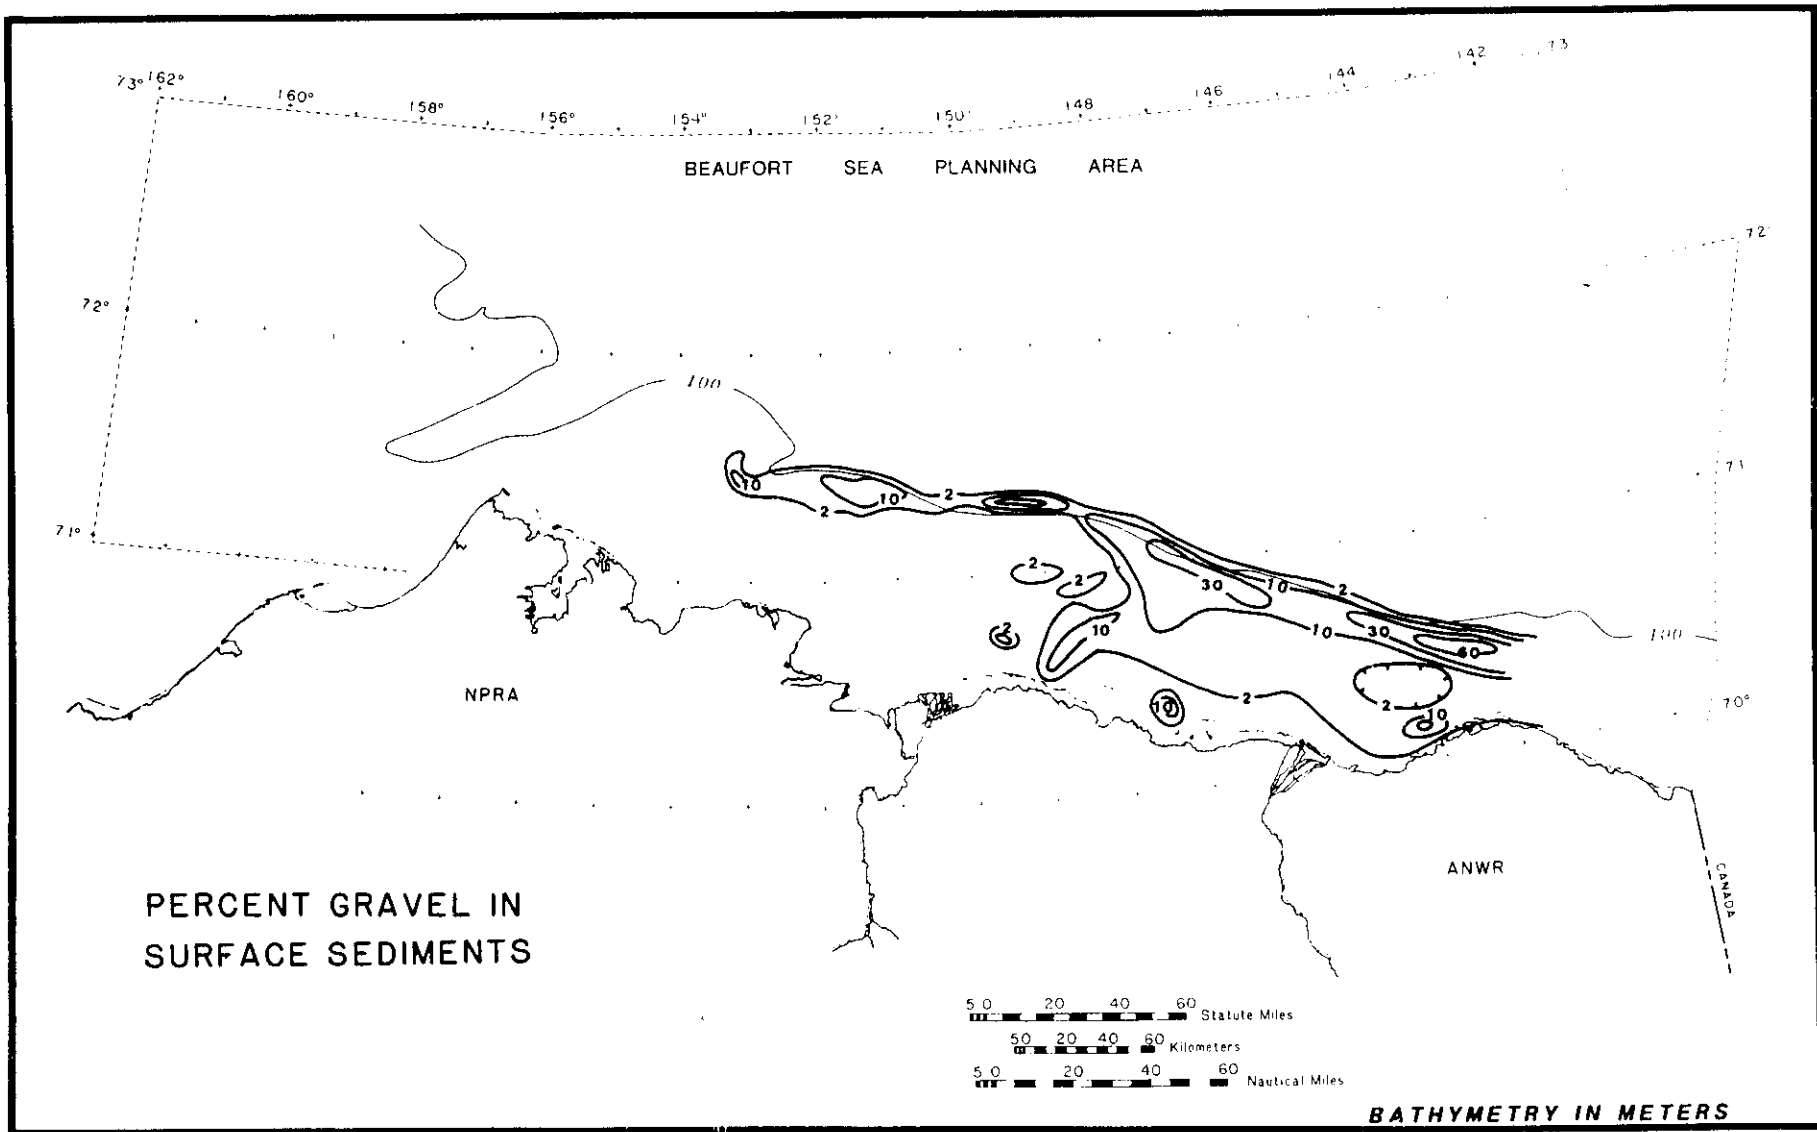 73° 162° 160° 158° 156° 154° 152° 150° 148 146 144 142 73
BEAUFORT SEA PLANNING AREA
72
72°
100
71
10
10
2
2
71°
2
2
30
10
2
2
10
10
30
60
100
NPRA
10
2
2
10
70°
ANWR
CANADA
PERCENT GRAVEL IN
SURFACE SEDIMENTS
5 0 20 40 60 Statute Miles
50 20 40 60 Kilometers
5 0 20 40 60 Nautical Miles
BATHYMETRY IN METERS